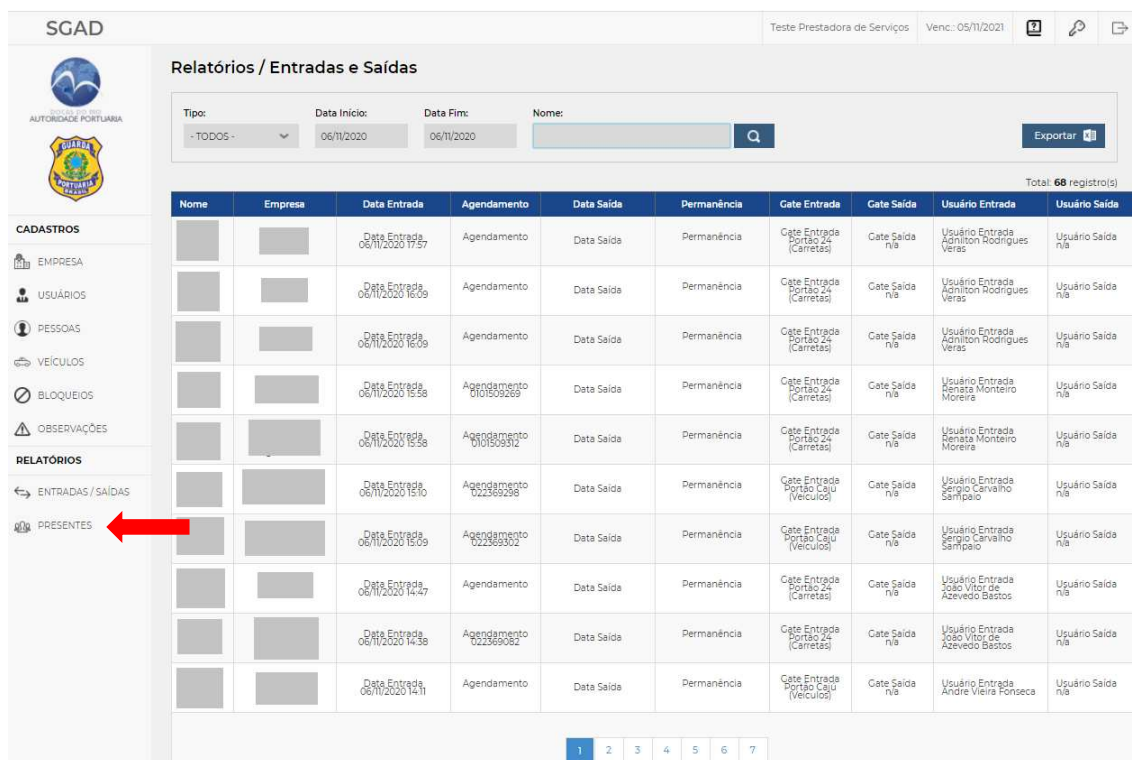 SGAD
Teste Prestadora de Serviços
Venc.: 05/11/2021
DOCAS DO RIO
AUTORIDADE PORTUÁRIA
GUARDA
PORTUÁRIA
BRASIL
CADASTROS
EMPRESA
USUÁRIOS
PESSOAS
VEÍCULOS
BLOQUEIOS
OBSERVAÇÕES
RELATÓRIOS
ENTRADAS / SAÍDAS
PRESENTES
Relatórios / Entradas e Saídas
Tipo: Data Início: Data Fim: Nome:
- TODOS - 06/11/2020 06/11/2020 Exportar
Total: 68 registro(s)
Nome Empresa Data Entrada Agendamento Data Saída Permanência Gate Entrada Gate Saída Usuário Entrada Usuário Saída
Data Entrada Agendamento Data Saída Permanência Gate Entrada Gate Saída Usuário Entrada Usuário Saída
06/11/2020 17:57 Portão 24 n/a Adnilton Rodrigues n/a
(Carretas) Veras
Data Entrada Agendamento Data Saída Permanência Gate Entrada Gate Saída Usuário Entrada Usuário Saída
06/11/2020 16:09 Portão 24 n/a Adnilton Rodrigues n/a
(Carretas) Veras
Data Entrada Agendamento Data Saída Permanência Gate Entrada Gate Saída Usuário Entrada Usuário Saída
06/11/2020 16:09 Portão 24 n/a Adnilton Rodrigues n/a
(Carretas) Veras
Data Entrada Agendamento Data Saída Permanência Gate Entrada Gate Saída Usuário Entrada Usuário Saída
06/11/2020 15:58 0101509269 Portão 24 n/a Renata Monteiro n/a
(Carretas) Moreira
Data Entrada Agendamento Data Saída Permanência Gate Entrada Gate Saída Usuário Entrada Usuário Saída
06/11/2020 15:58 0101509312 Portão 24 n/a Renata Monteiro n/a
(Carretas) Moreira
Data Entrada Agendamento Data Saída Permanência Gate Entrada Gate Saída Usuário Entrada Usuário Saída
06/11/2020 15:10 022369298 Portão Caju n/a Sergio Carvalho n/a
(Veículos) Sampaio
Data Entrada Agendamento Data Saída Permanência Gate Entrada Gate Saída Usuário Entrada Usuário Saída
06/11/2020 15:09 022369302 Portão Caju n/a Sergio Carvalho n/a
(Veículos) Sampaio
Data Entrada Agendamento Data Saída Permanência Gate Entrada Gate Saída Usuário Entrada Usuário Saída
06/11/2020 14:47 Portão 24 n/a João Vitor de n/a
(Carretas) Azevedo Bastos
Data Entrada Agendamento Data Saída Permanência Gate Entrada Gate Saída Usuário Entrada Usuário Saída
06/11/2020 14:38 022369082 Portão 24 n/a João Vitor de n/a
(Carretas) Azevedo Bastos
Data Entrada Agendamento Data Saída Permanência Gate Entrada Gate Saída Usuário Entrada Usuário Saída
06/11/2020 14:11 Portão Caju n/a Andre Vieira Fonseca n/a
(Veículos)
1 2 3 4 5 6 7